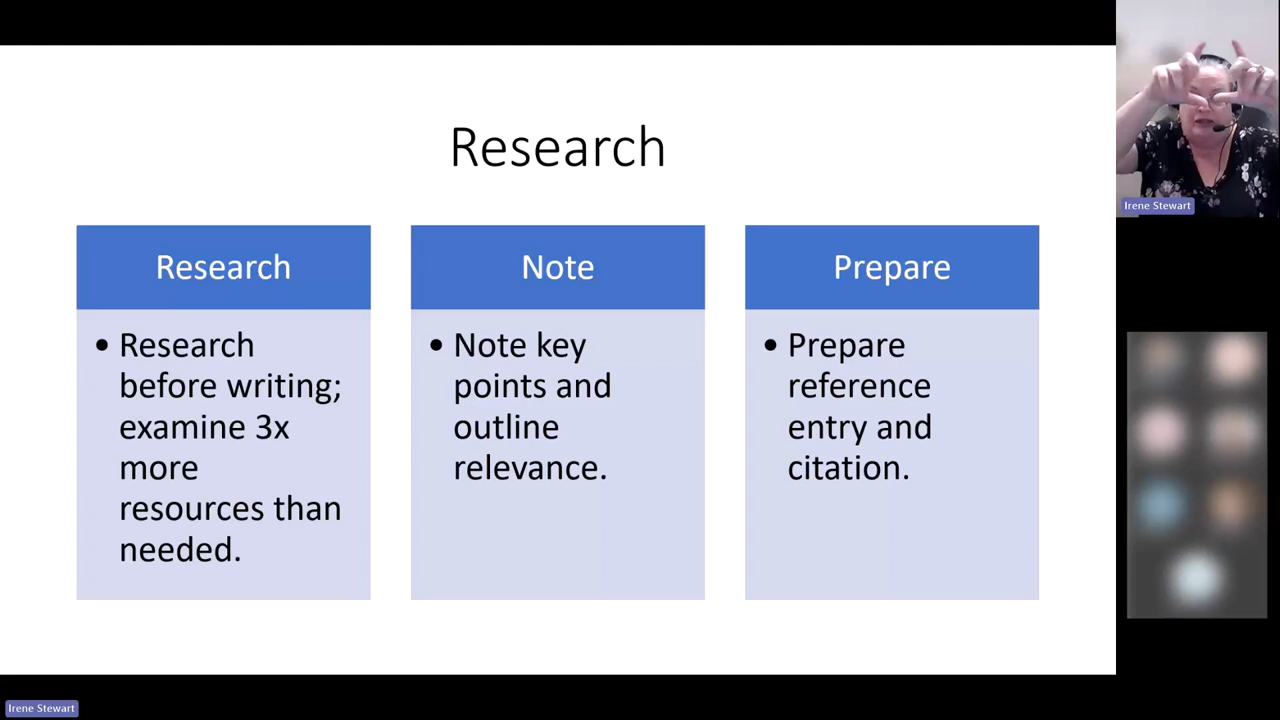 Research
Research
Research
before writing;
examine 3x
more
resources than
needed.
Note
Note key
points and
outline
relevance.
Prepare
Prepare
reference
entry and
citation.
Irene Stewart
Irene Stewart